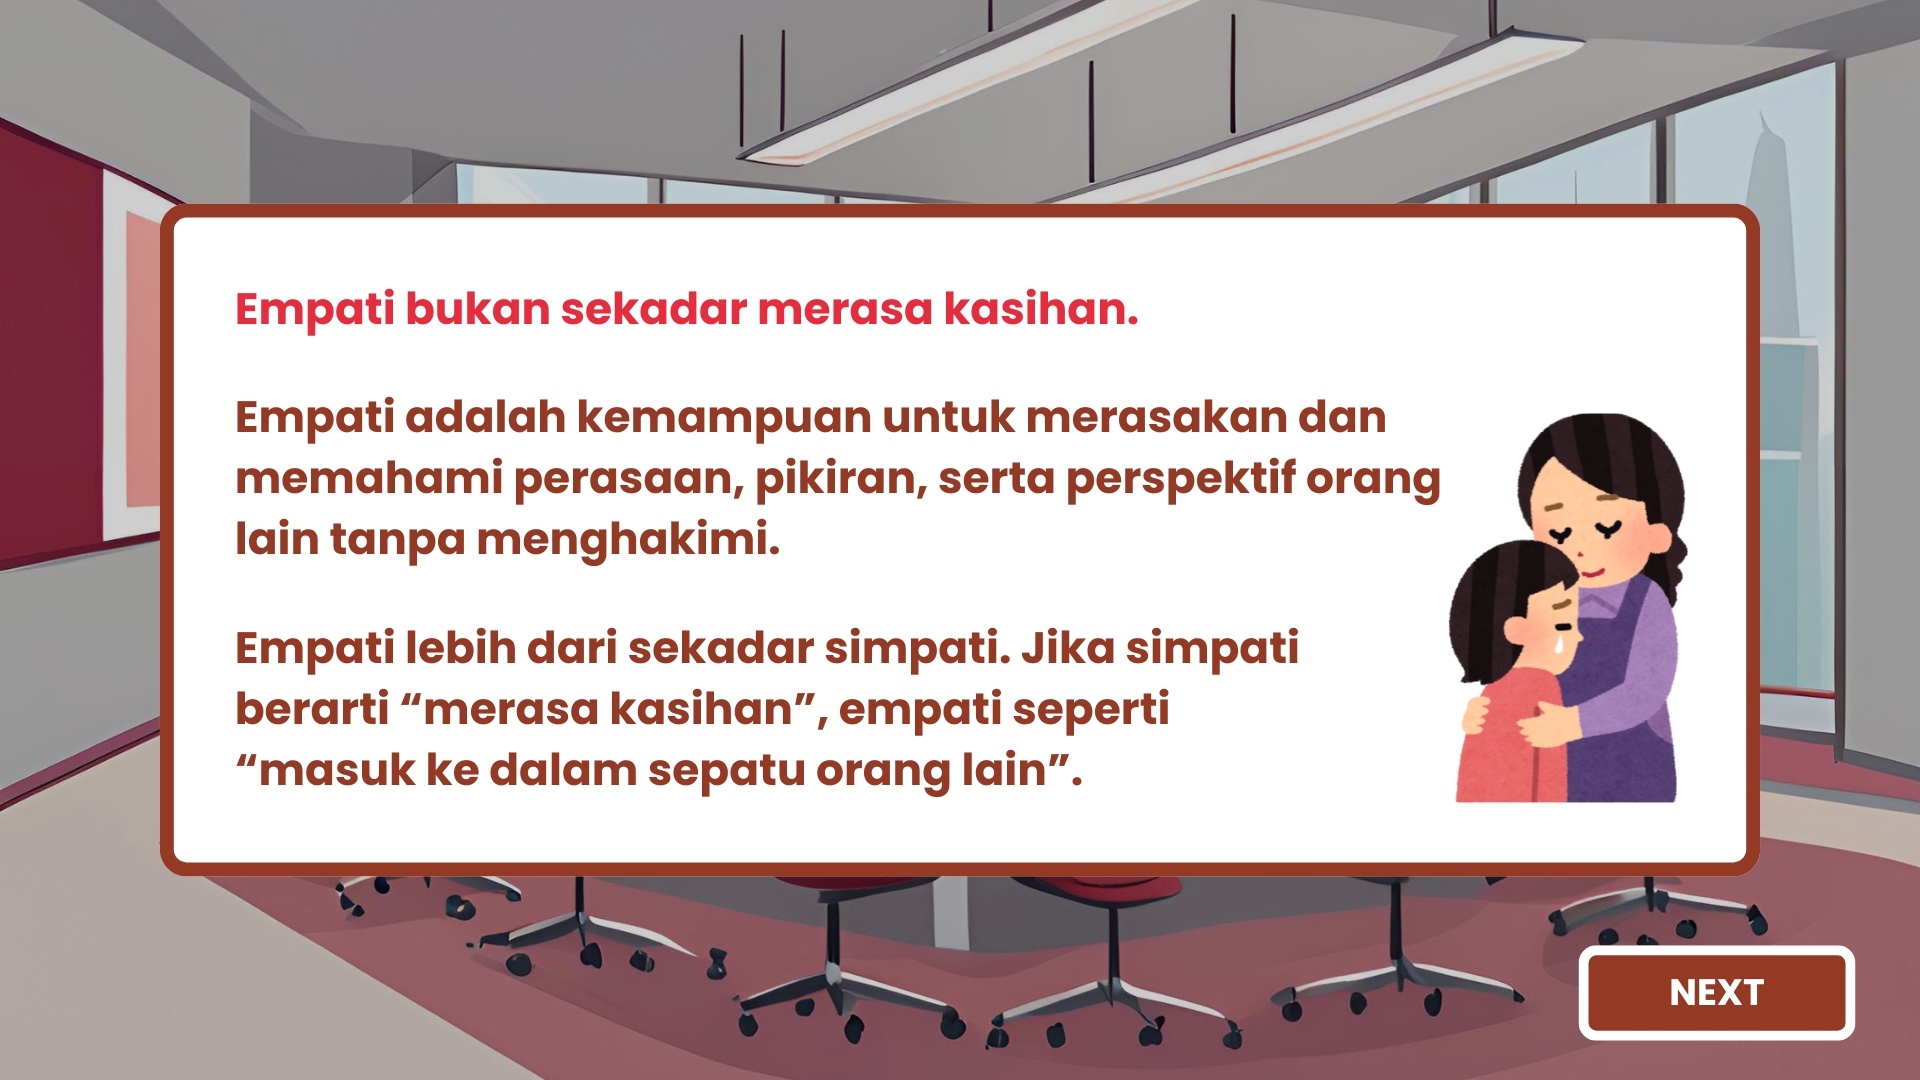 Empati bukan sekadar merasa kasihan.
Empati adalah kemampuan untuk merasakan dan
memahami perasaan, pikiran, serta perspektif orang
lain tanpa menghakimi.
Empati lebih dari sekadar simpati. Jika simpati
berarti “merasa kasihan”, empati seperti
“masuk ke dalam sepatu orang lain”.
NEXT